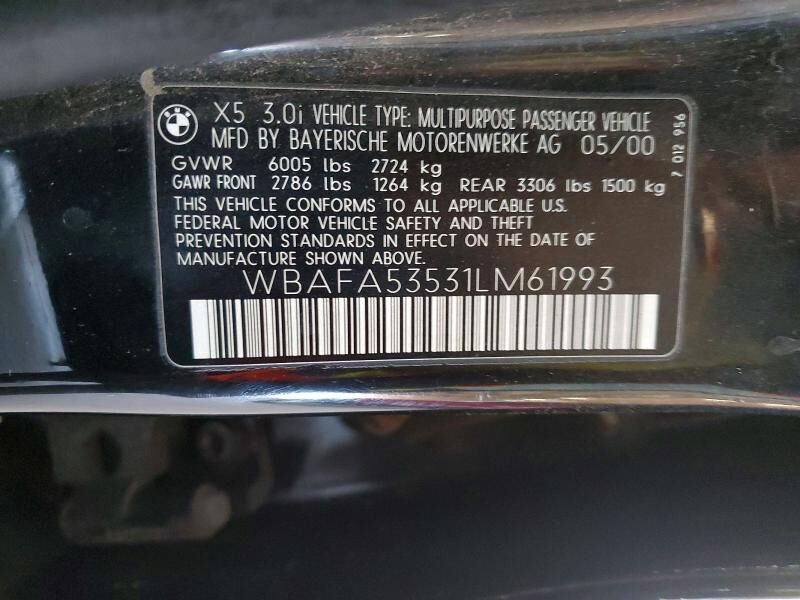 BMW
X5 3.0i VEHICLE TYPE: MULTIPURPOSE PASSENGER VEHICLE
MFD BY BAYERISCHE MOTORENWERKE AG 05/00
GVWR 6005 lbs 2724 kg
GAWR FRONT 2786 lbs 1264 kg REAR 3306 lbs 1500 kg
THIS VEHICLE CONFORMS TO ALL APPLICABLE U.S.
FEDERAL MOTOR VEHICLE SAFETY AND THEFT
PREVENTION STANDARDS IN EFFECT ON THE DATE OF
MANUFACTURE SHOWN ABOVE.
WBAFA53531LM61993
7 012 956